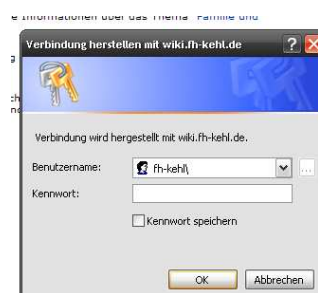 e Informationen über das Thema Familie und
Verbindung herstellen mit wiki.fh-kehl.de
Verbindung wird hergestellt mit wiki.fh-kehl.de.
Benutzername:
fh-kehl\
...
Kennwort:
Kennwort speichern
OK
Abbrechen